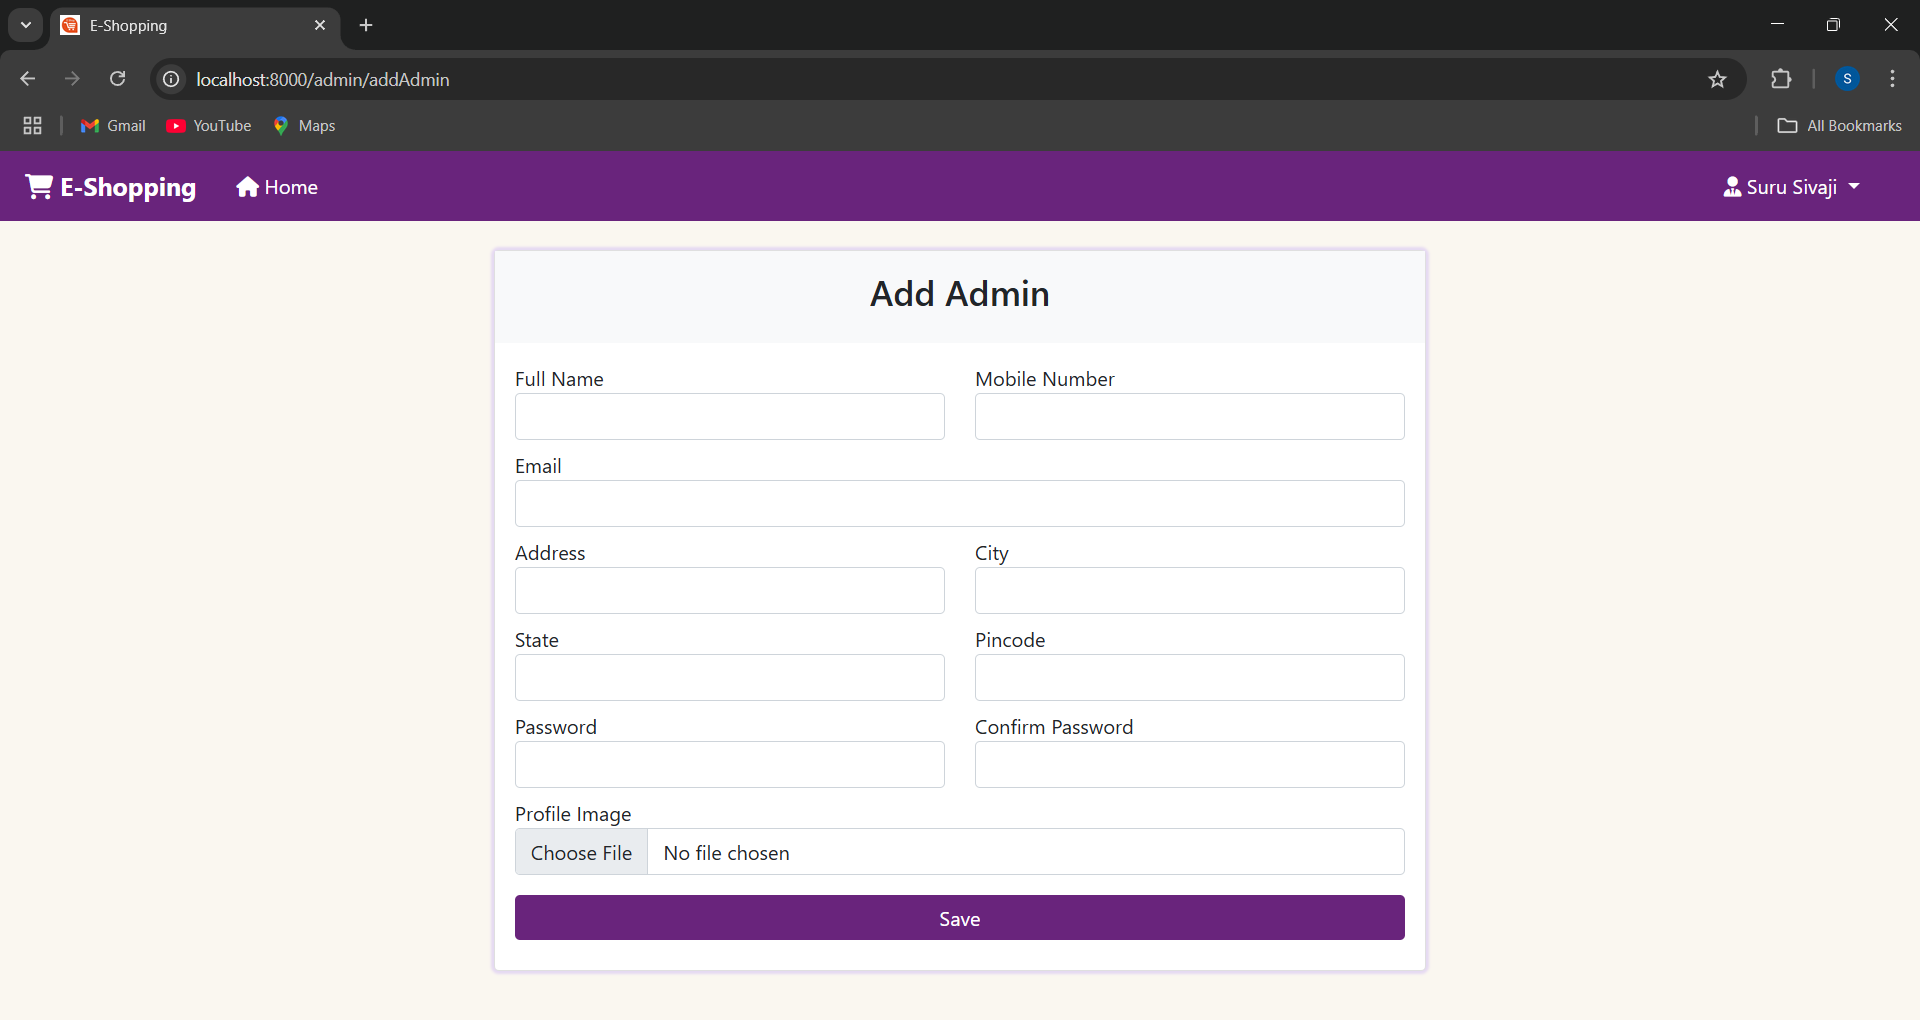 E-Shopping
localhost:8000/admin/addAdmin
S
Gmail YouTube Maps All Bookmarks
E-Shopping Home Suru Sivaji
Add Admin
Full Name Mobile Number
Email
Address City
State Pincode
Password Confirm Password
Profile Image
Choose File No file chosen
Save